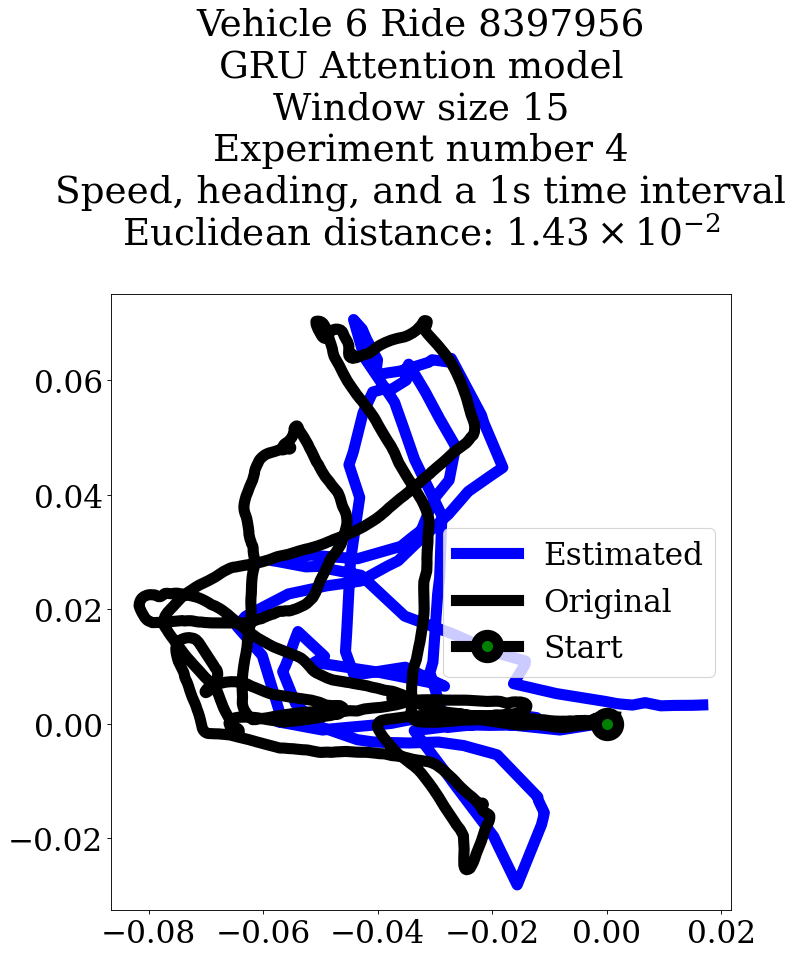 Vehicle 6 Ride 8397956
GRU Attention model
Window size 15
Experiment number 4
Speed, heading, and a 1s time interval
Euclidean distance: 1.43 × 10⁻²
0.06
0.04
0.02
0.00
−0.02
Estimated
Original
Start
−0.08 −0.06 −0.04 −0.02 0.00 0.02